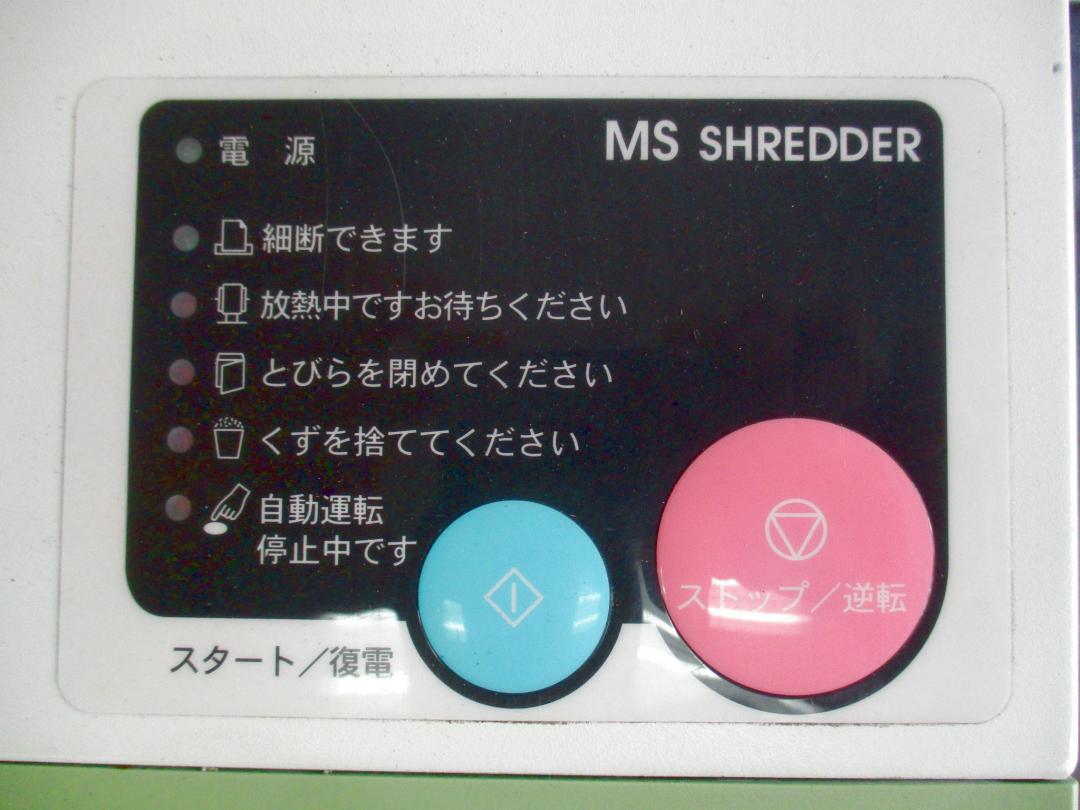 MS SHREDDER
電 源
細断できます
放熱中ですお待ちください
とびらを閉めてください
くずを捨ててください
自動運転
停止中です
スタート／復電
ストップ／逆転